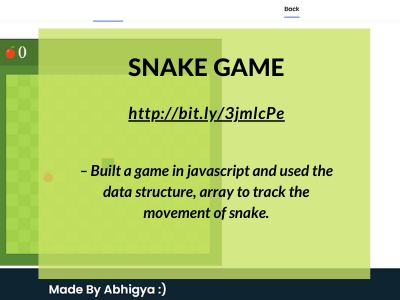 Back
0
SNAKE GAME
http://bit.ly/3jmlcPe
– Built a game in javascript and used the
data structure, array to track the
movement of snake.
Made By Abhigya :)